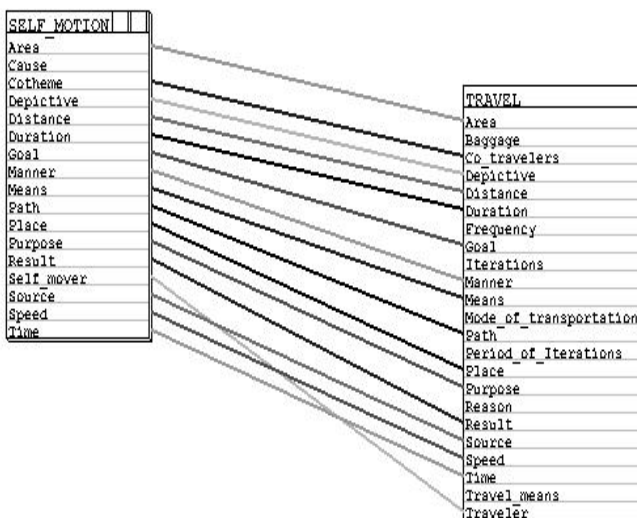 SELF_MOTION
Area
Cause
Cotheme
Depictive
Distance
Duration
Goal
Manner
Means
Path
Place
Purpose
Result
Self_mover
Source
Speed
Time
TRAVEL
Area
Baggage
Co_travelers
Depictive
Distance
Duration
Frequency
Goal
Iterations
Manner
Means
Mode_of_transportation
Path
Period_of_Iterations
Place
Purpose
Reason
Result
Source
Speed
Time
Travel_means
Traveler